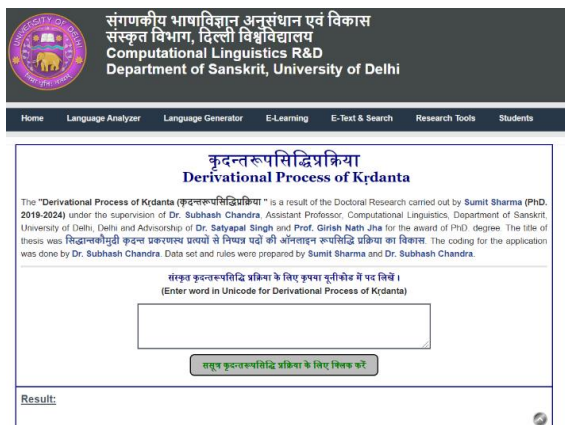 संगणकीय भाषाविज्ञान अनुसंधान एवं विकास
संस्कृत विभाग, दिल्ली विश्वविद्यालय
Computational Linguistics R&D
Department of Sanskrit, University of Delhi
Home Language Analyzer Language Generator E-Learning E-Text & Search Research Tools Students
कृदन्तरूपसिद्धिप्रक्रिया
Derivational Process of Kṛdanta
The "Derivational Process of Kṛdanta (कृदन्तरूपसिद्धिप्रक्रिया " is a result of the Doctoral Research carried out by Sumit Sharma (PhD.
2019-2024) under the supervision of Dr. Subhash Chandra, Assistant Professor, Computational Linguistics, Department of Sanskrit,
University of Delhi, Delhi and Advisorship of Dr. Satyapal Singh and Prof. Girish Nath Jha for the award of PhD. degree. The title of
thesis was सिद्धान्तकौमुदी कृदन्त प्रकरणस्थ प्रत्ययों से निष्पन्न पदों की ऑनलाइन रूपसिद्धि प्रक्रिया का विकास. The coding for the application
was done by Dr. Subhash Chandra. Data set and rules were prepared by Sumit Sharma and Dr. Subhash Chandra.
संस्कृत कृदन्तरूपसिद्धि प्रक्रिया के लिए कृपया यूनीकोड में पद लिखें।
(Enter word in Unicode for Derivational Process of Kṛdanta)
ससूत्र कृदन्तरूपसिद्धि प्रक्रिया के लिए क्लिक करें
Result: